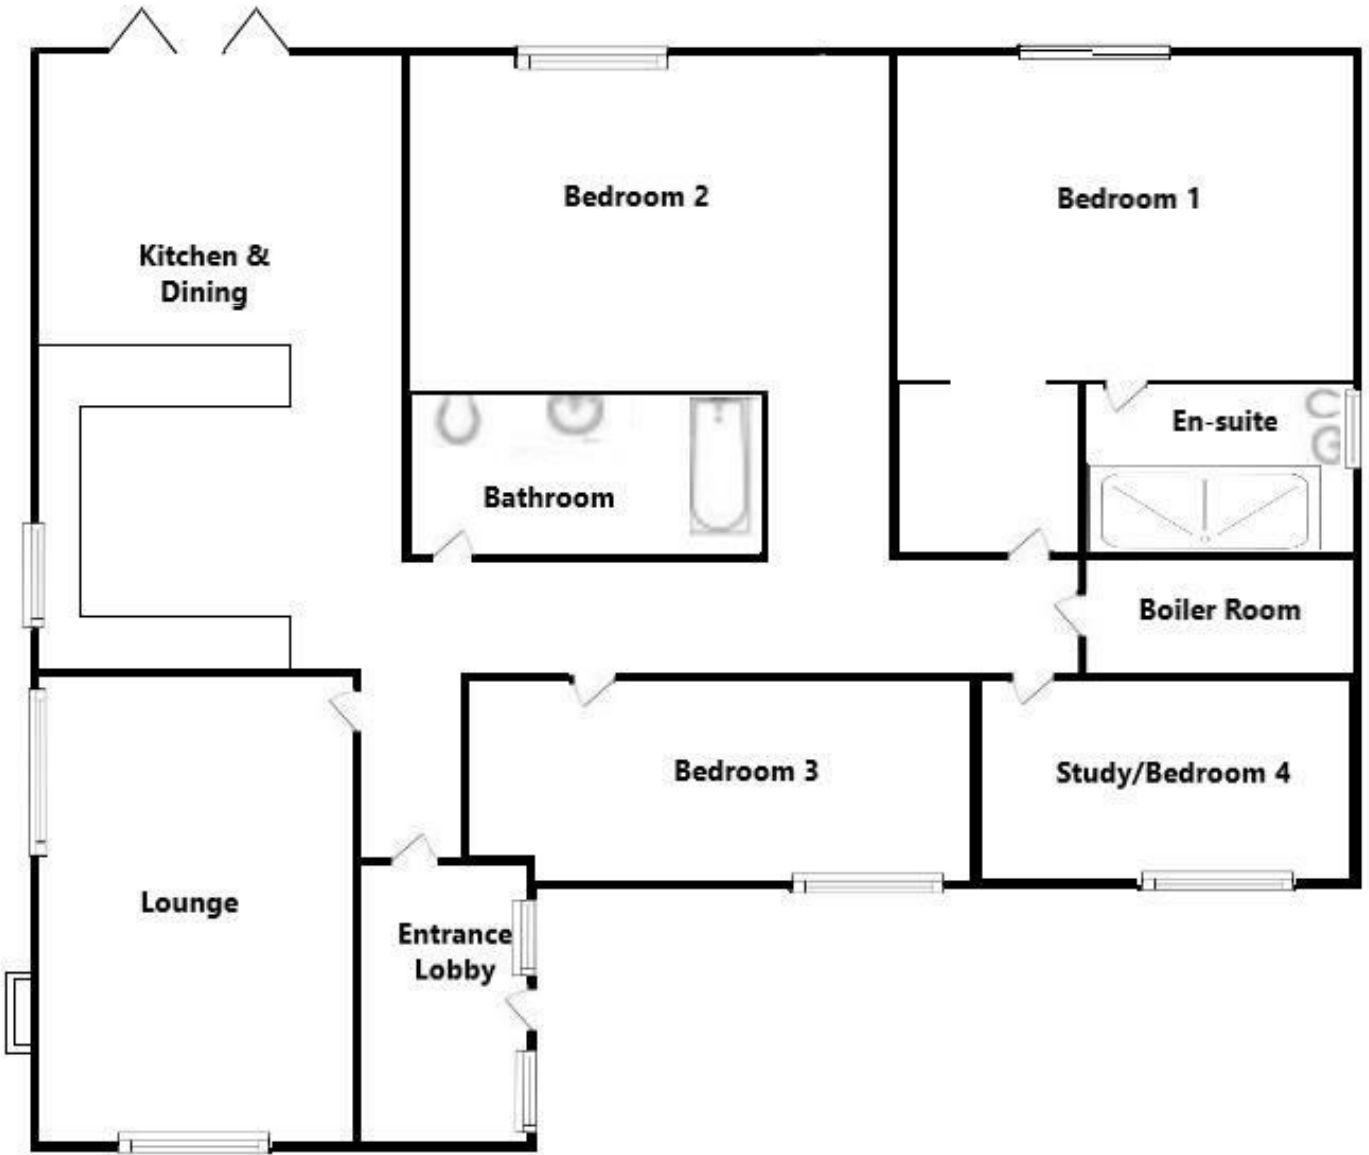 Bedroom 2
Bedroom 1
Kitchen &
Dining
En-suite
Bathroom
Boiler Room
Bedroom 3
Study/Bedroom 4
Lounge
Entrance
Lobby